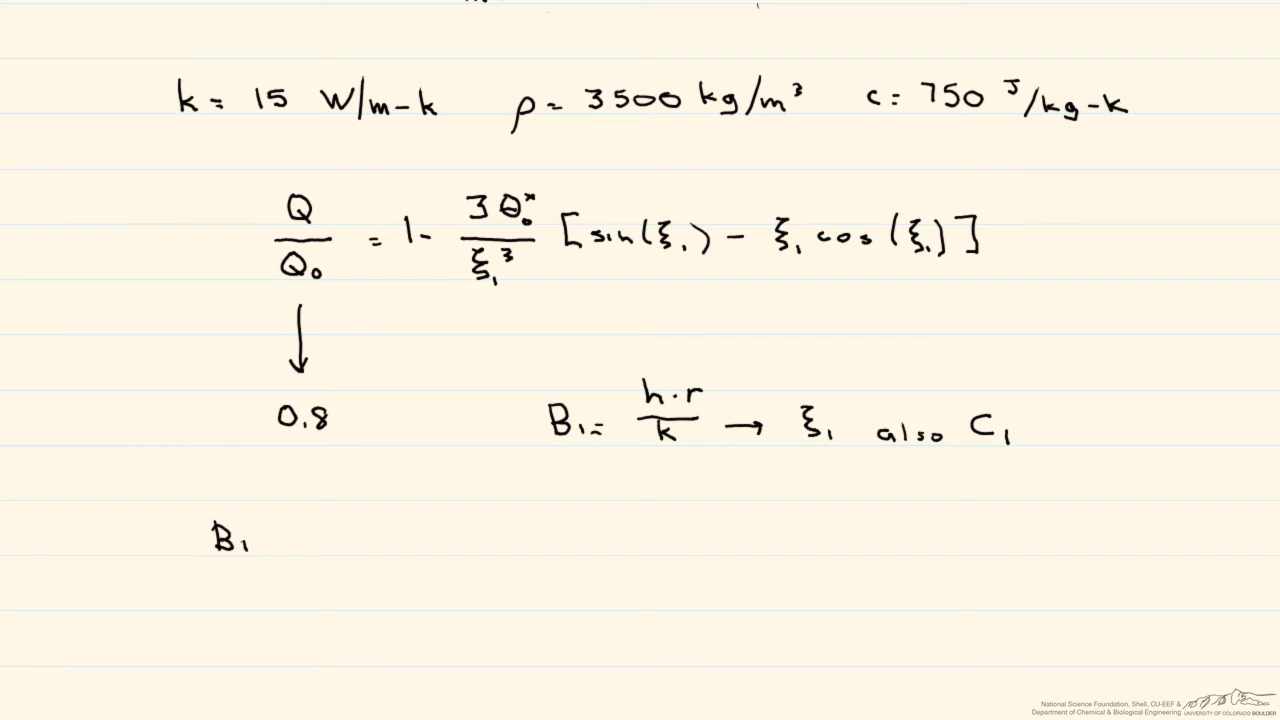 k = 15 W/m-k ρ = 3500 kg/m³ c = 750 J/kg-k
Q/Q₀ = 1 - 3θ₀*/ξ₁³ [sin(ξ₁) - ξ₁ cos(ξ₁)]
↓
0.8 Bi = h·r/k → ξ₁ also C₁
Bi
National Science Foundation, Shell, CU-EEF &
Department of Chemical & Biological Engineering UNIVERSITY OF COLORADO BOULDER